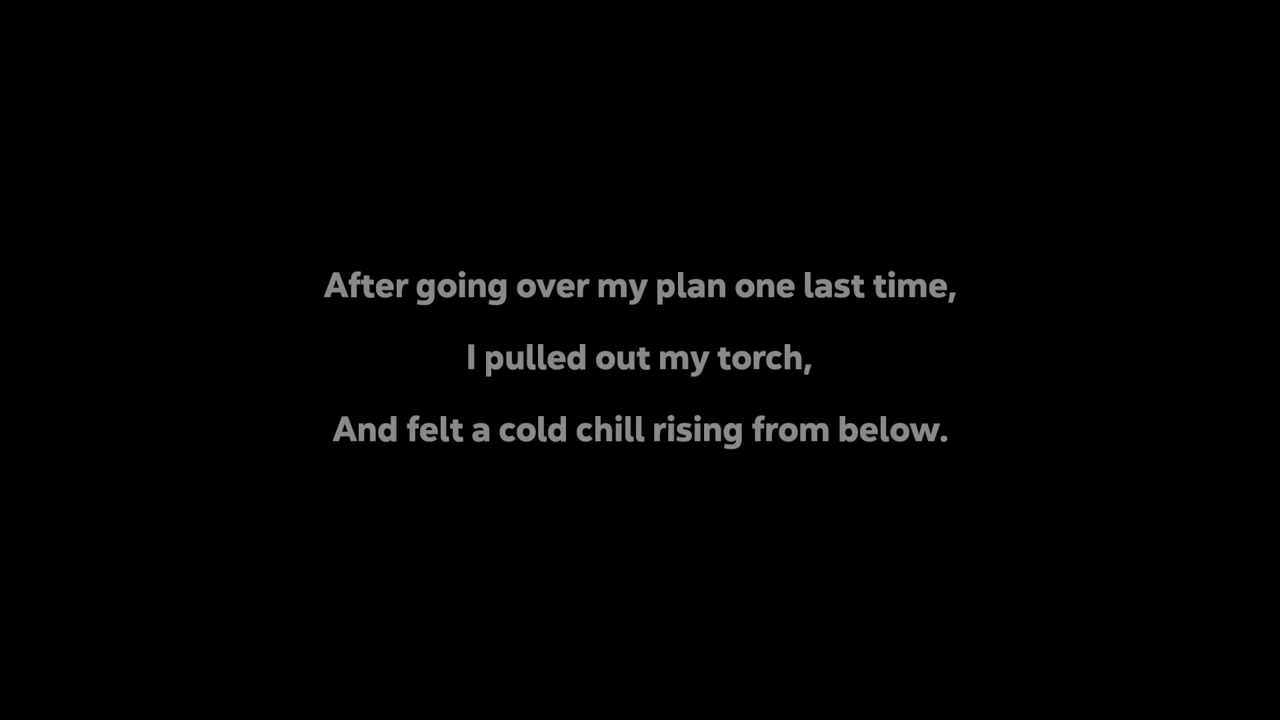 After going over my plan one last time,
I pulled out my torch,
And felt a cold chill rising from below.